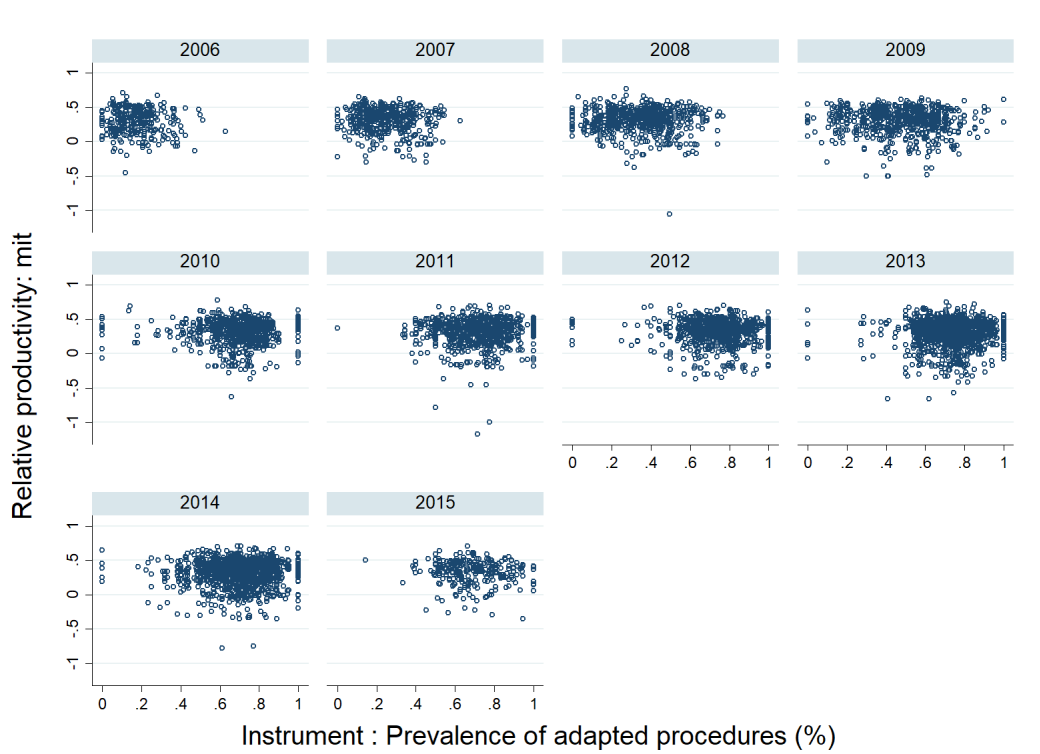 2006 2007 2008 2009
1
.5
0
-.5
-1
2010 2011 2012 2013
1
.5
0
-.5
-1
0 .2 .4 .6 .8 1 0 .2 .4 .6 .8 1
2014 2015
1
.5
0
-.5
-1
0 .2 .4 .6 .8 1 0 .2 .4 .6 .8 1
Relative productivity: mit
Instrument : Prevalence of adapted procedures (%)